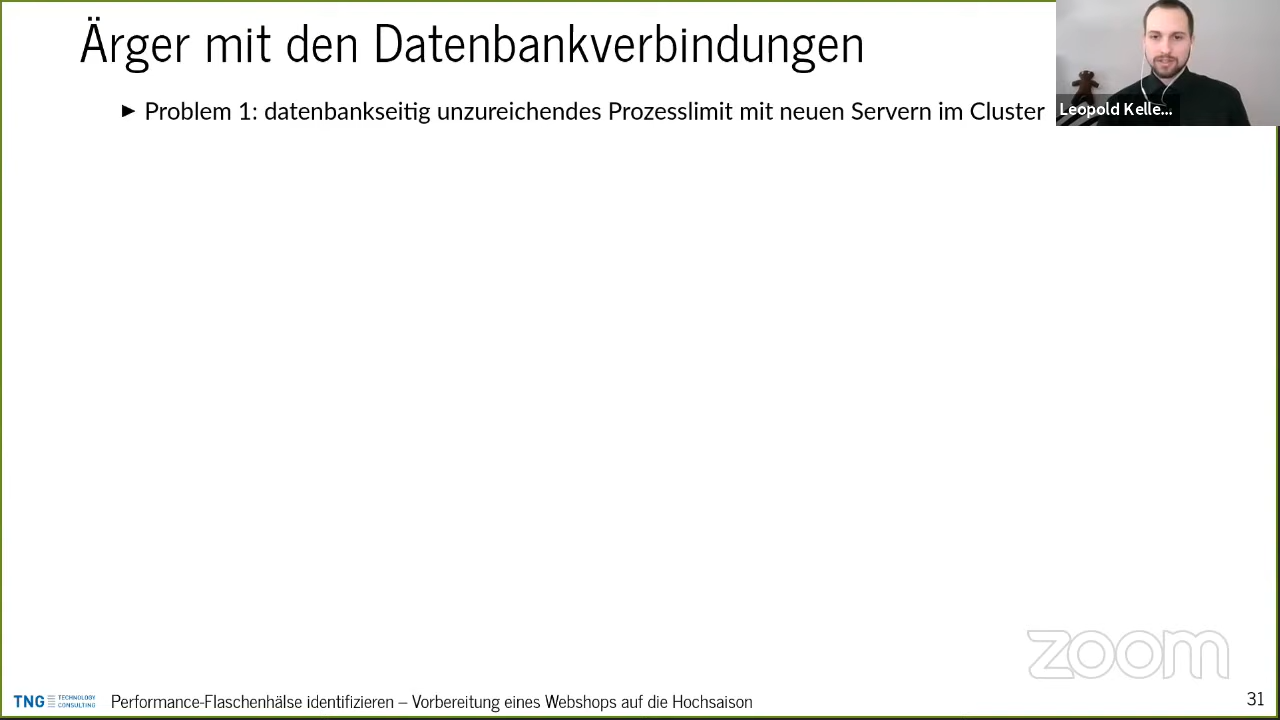 Ärger mit den Datenbankverbindungen
► Problem 1: datenbankseitig unzureichendes Prozesslimit mit neuen Servern im Cluster
Leopold Kelle...
zoom
TNG TECHNOLOGY CONSULTING
Performance-Flaschenhälse identifizieren – Vorbereitung eines Webshops auf die Hochsaison
31